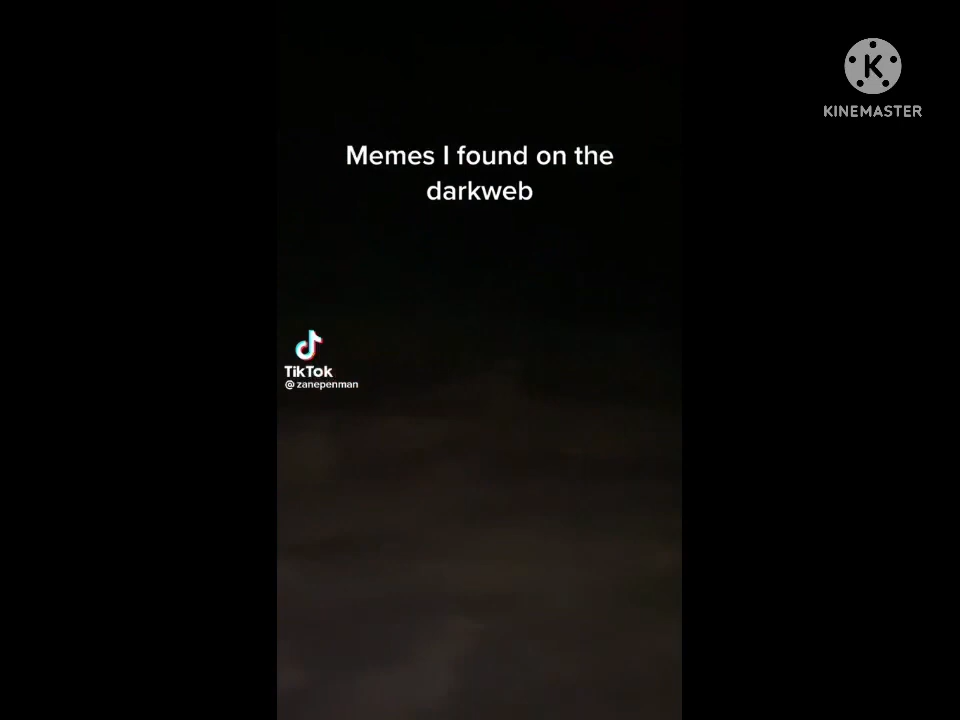 KINEMASTER
Memes I found on the
darkweb
TikTok
@zanepenman